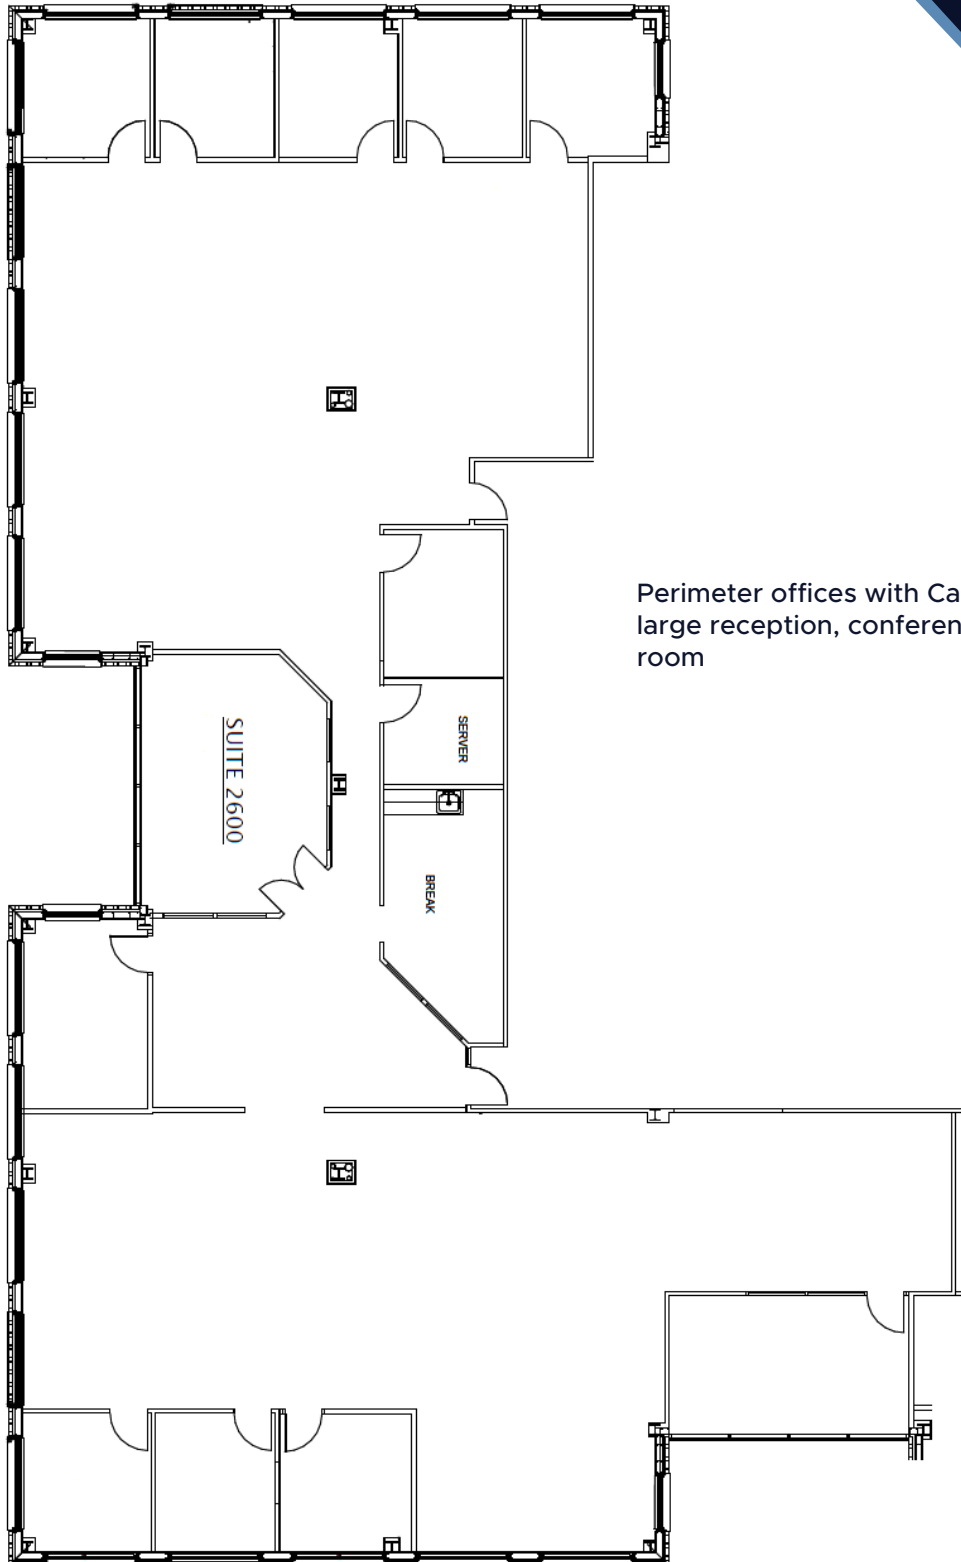 Perimeter offices with Ca
large reception, conferen
room
SERVER
SUITE 2600
BREAK